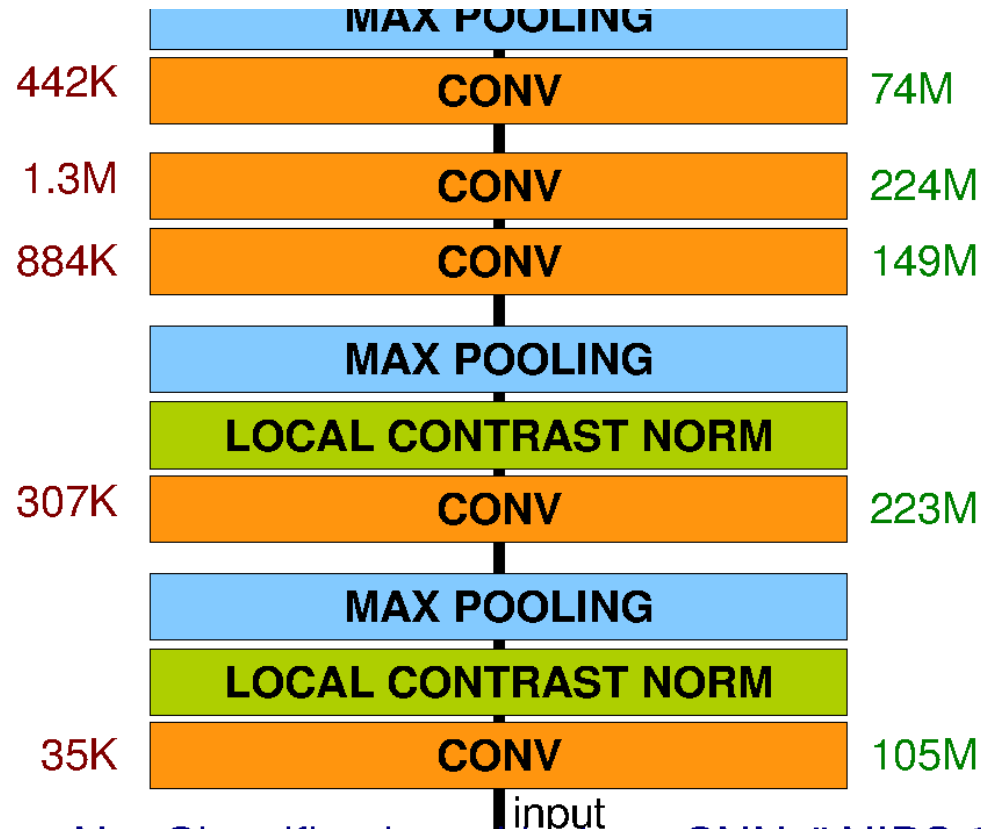 MAX POOLING
442K CONV 74M
1.3M CONV 224M
884K CONV 149M
MAX POOLING
LOCAL CONTRAST NORM
307K CONV 223M
MAX POOLING
LOCAL CONTRAST NORM
35K CONV 105M
input